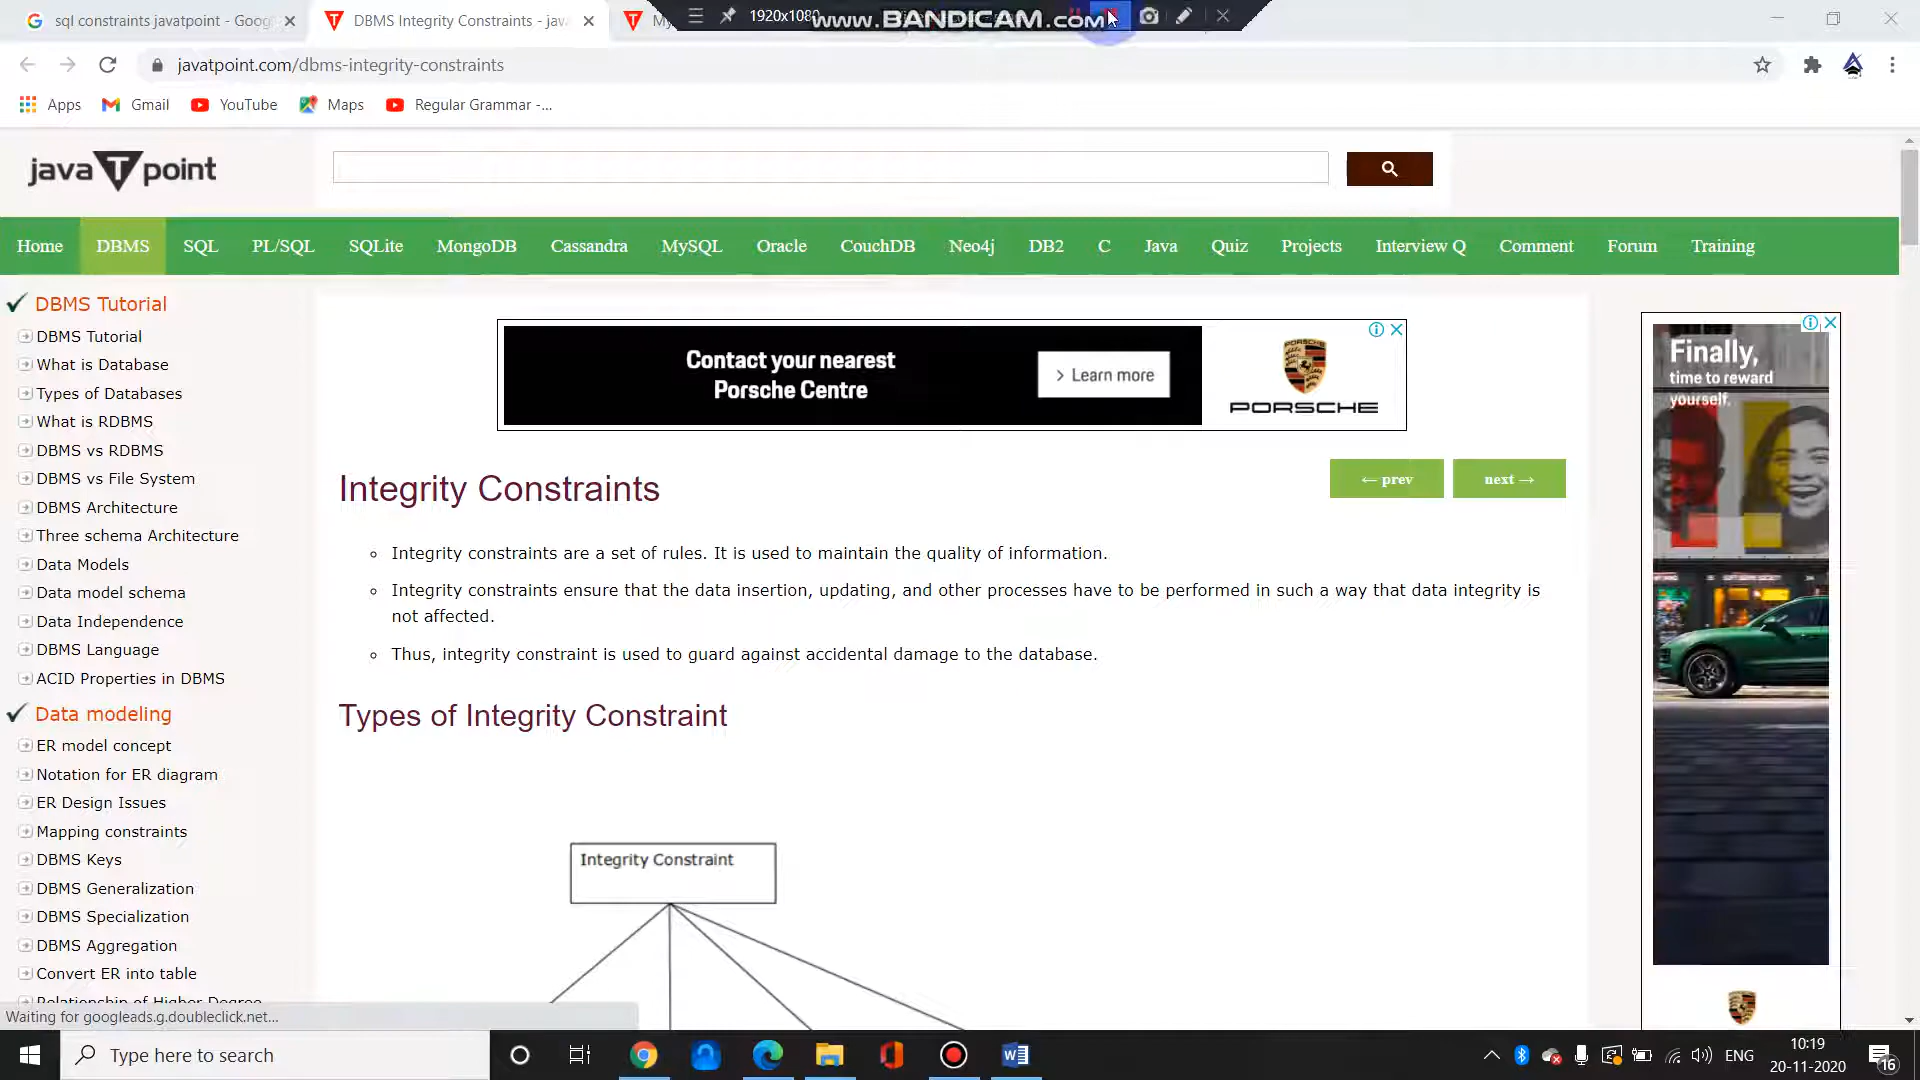 sql constraints javatpoint - Goog
DBMS Integrity Constraints - java
My
1920x1080
www.BANDICAM.com
javatpoint.com/dbms-integrity-constraints
Apps
Gmail
YouTube
Maps
Regular Grammar -...
java T point
Home
DBMS
SQL
PL/SQL
SQLite
MongoDB
Cassandra
MySQL
Oracle
CouchDB
Neo4j
DB2
C
Java
Quiz
Projects
Interview Q
Comment
Forum
Training
DBMS Tutorial
DBMS Tutorial
What is Database
Types of Databases
What is RDBMS
DBMS vs RDBMS
DBMS vs File System
DBMS Architecture
Three schema Architecture
Data Models
Data model schema
Data Independence
DBMS Language
ACID Properties in DBMS
Data modeling
ER model concept
Notation for ER diagram
ER Design Issues
Mapping constraints
DBMS Keys
DBMS Generalization
DBMS Specialization
DBMS Aggregation
Convert ER into table
Relationship of Higher Degree
Contact your nearest
Porsche Centre
> Learn more
PORSCHE
Integrity Constraints
← prev
next →
Integrity constraints are a set of rules. It is used to maintain the quality of information.
Integrity constraints ensure that the data insertion, updating, and other processes have to be performed in such a way that data integrity is
not affected.
Thus, integrity constraint is used to guard against accidental damage to the database.
Types of Integrity Constraint
Integrity Constraint
Finally,
time to reward
yourself.
Waiting for googleads.g.doubleclick.net...
Type here to search
ENG
10:19
20-11-2020
16